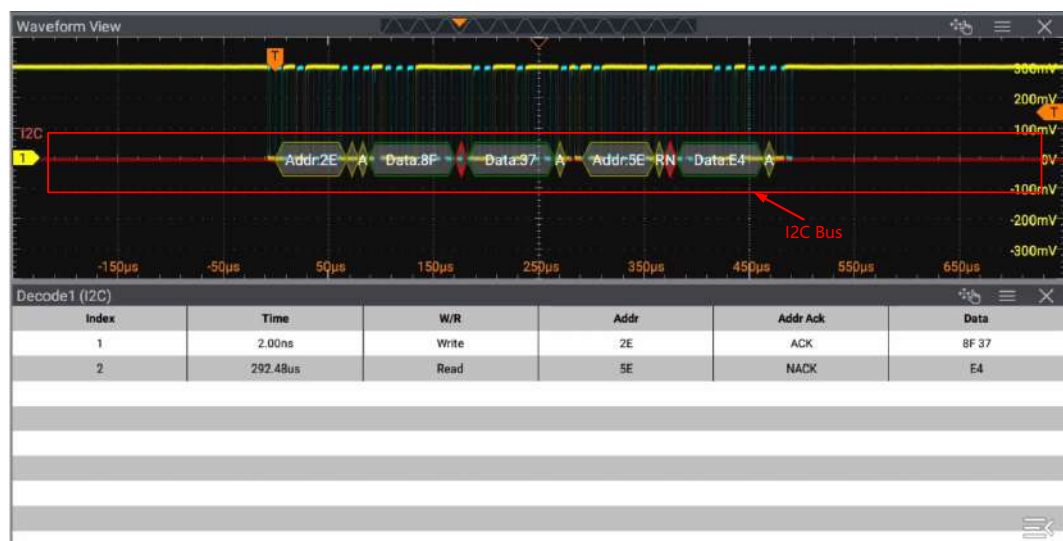 Waveform View
T
300mV
200mV
T
I2C
100mV
1
Addr:2E
A
Data:8F
Data:37
A
Addr:5E
RN
Data:E4
A
0V
-100mV
I2C Bus
-200mV
-300mV
-150μs -50μs 50μs 150μs 250μs 350μs 450μs 550μs 650μs
Decode1 (I2C)
Index Time W/R Addr Addr Ack Data
1 2.00ns Write 2E ACK 8F 37
2 292.48us Read 5E NACK E4